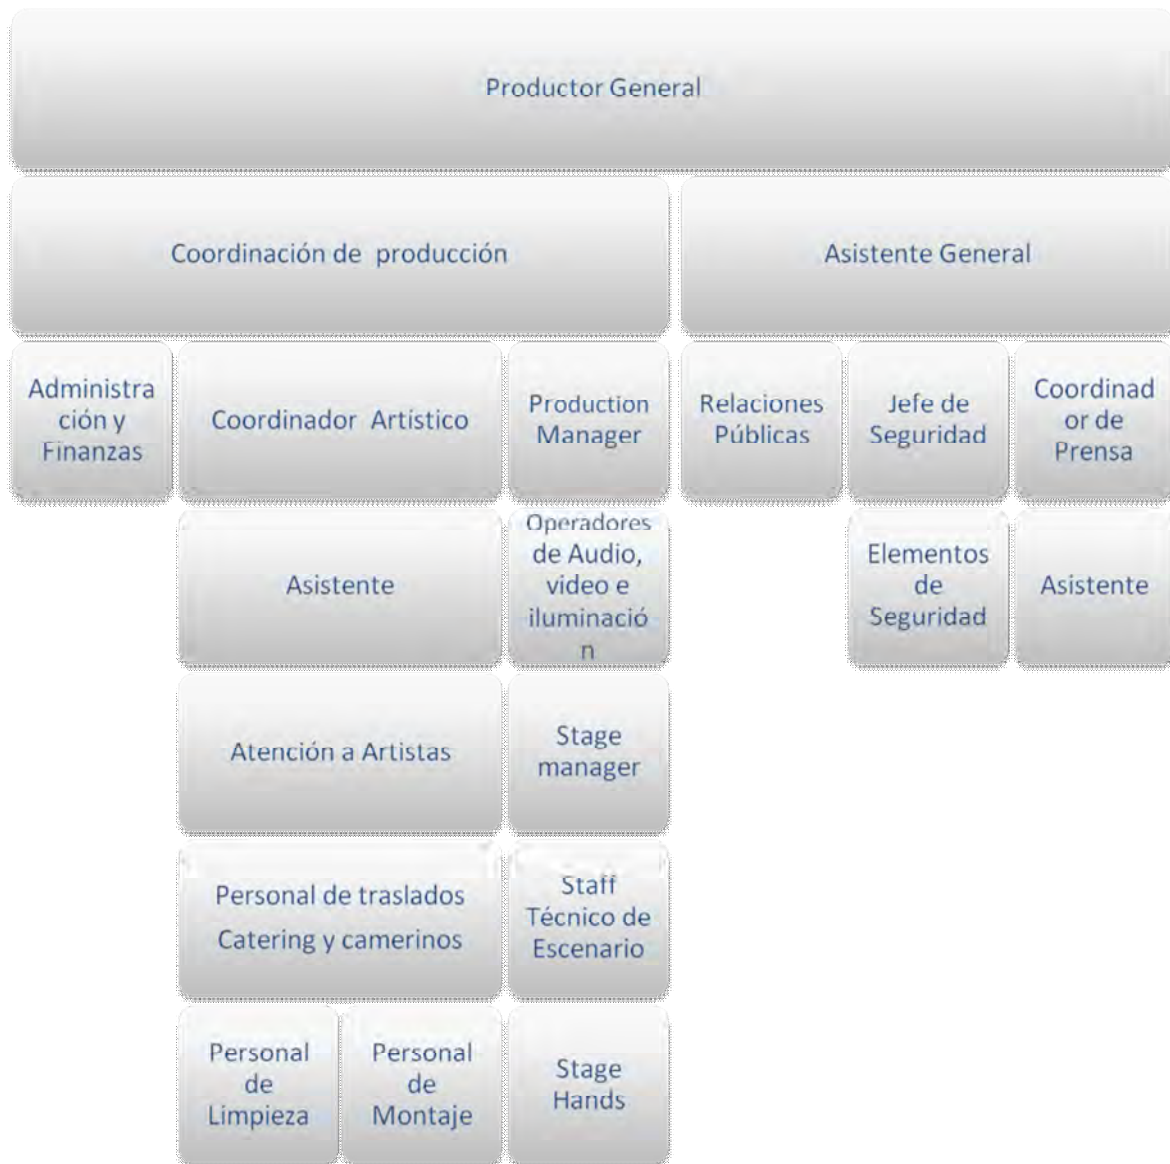 Productor General
Coordinación de producción
Asistente General
Administra
ción y
Finanzas
Coordinador Artístico
Production
Manager
Relaciones
Públicas
Jefe de
Seguridad
Coordinad
or de
Prensa
Asistente
Operadores
de Audio,
video e
iluminació
n
Elementos
de
Seguridad
Asistente
Atención a Artistas
Stage
manager
Personal de traslados
Catering y camerinos
Staff
Técnico de
Escenario
Personal
de
Limpieza
Personal
de
Montaje
Stage
Hands